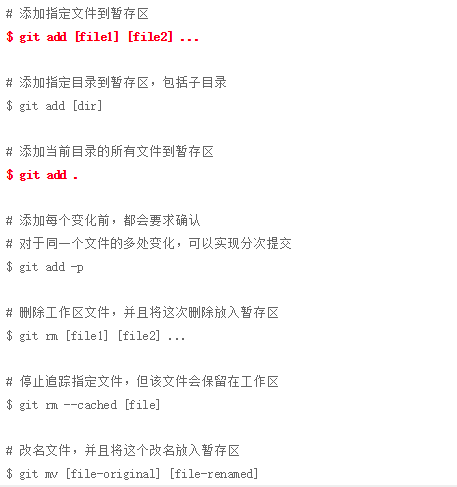 # 添加指定文件到暂存区
$ git add [file1] [file2] ...
# 添加指定目录到暂存区，包括子目录
$ git add [dir]
# 添加当前目录的所有文件到暂存区
$ git add .
# 添加每个变化前，都会要求确认
# 对于同一个文件的多处变化，可以实现分次提交
$ git add -p
# 删除工作区文件，并且将这次删除放入暂存区
$ git rm [file1] [file2] ...
# 停止追踪指定文件，但该文件会保留在工作区
$ git rm --cached [file]
# 改名文件，并且将这个改名放入暂存区
$ git mv [file-original] [file-renamed]